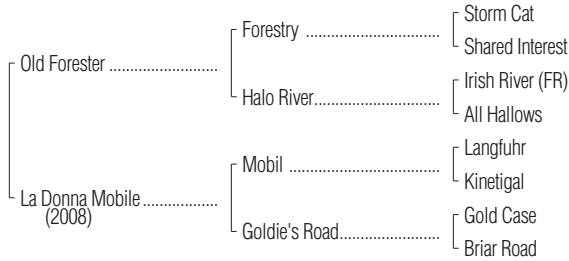 Storm Cat
Forestry
Shared Interest
Old Forester
Irish River (FR)
Halo River
All Hallows
Langfuhr
Mobil
Kinetigal
La Donna Mobile
(2008)
Gold Case
Goldie's Road
Briar Road